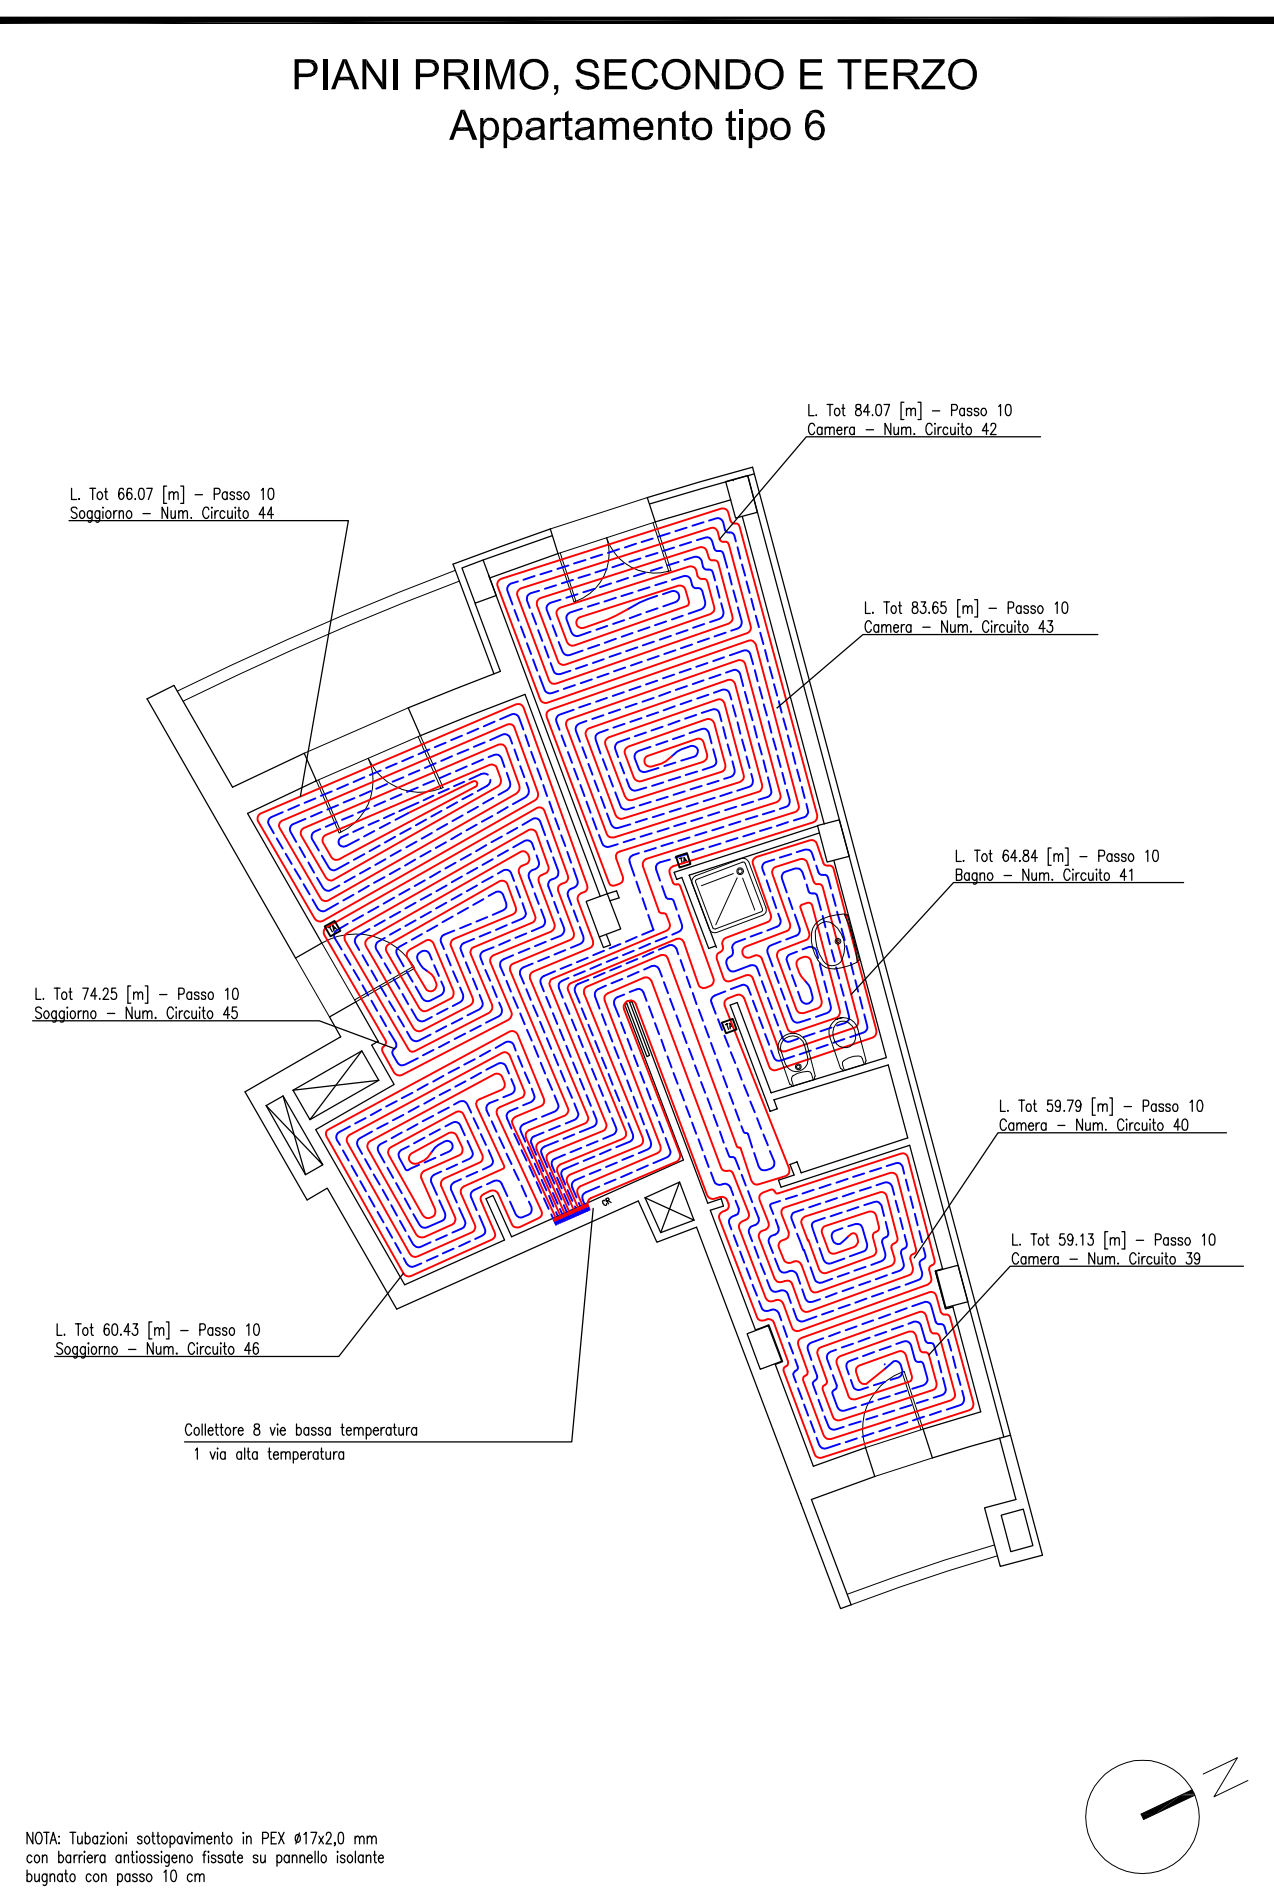 PIANI PRIMO, SECONDO E TERZO
Appartamento tipo 6
L. Tot 84.07 [m] – Passo 10
Camera – Num. Circuito 42
L. Tot 66.07 [m] – Passo 10
Soggiorno – Num. Circuito 44
L. Tot 83.65 [m] – Passo 10
Camera – Num. Circuito 43
TA
L. Tot 64.84 [m] – Passo 10
Bagno – Num. Circuito 41
TA
L. Tot 74.25 [m] – Passo 10
Soggiorno – Num. Circuito 45
TA
L. Tot 59.79 [m] – Passo 10
Camera – Num. Circuito 40
CR
L. Tot 59.13 [m] – Passo 10
Camera – Num. Circuito 39
L. Tot 60.43 [m] – Passo 10
Soggiorno – Num. Circuito 46
Collettore 8 vie bassa temperatura
1 via alta temperatura
N
NOTA: Tubazioni sottopavimento in PEX ø17x2,0 mm
con barriera antiossigeno fissate su pannello isolante
bugnato con passo 10 cm